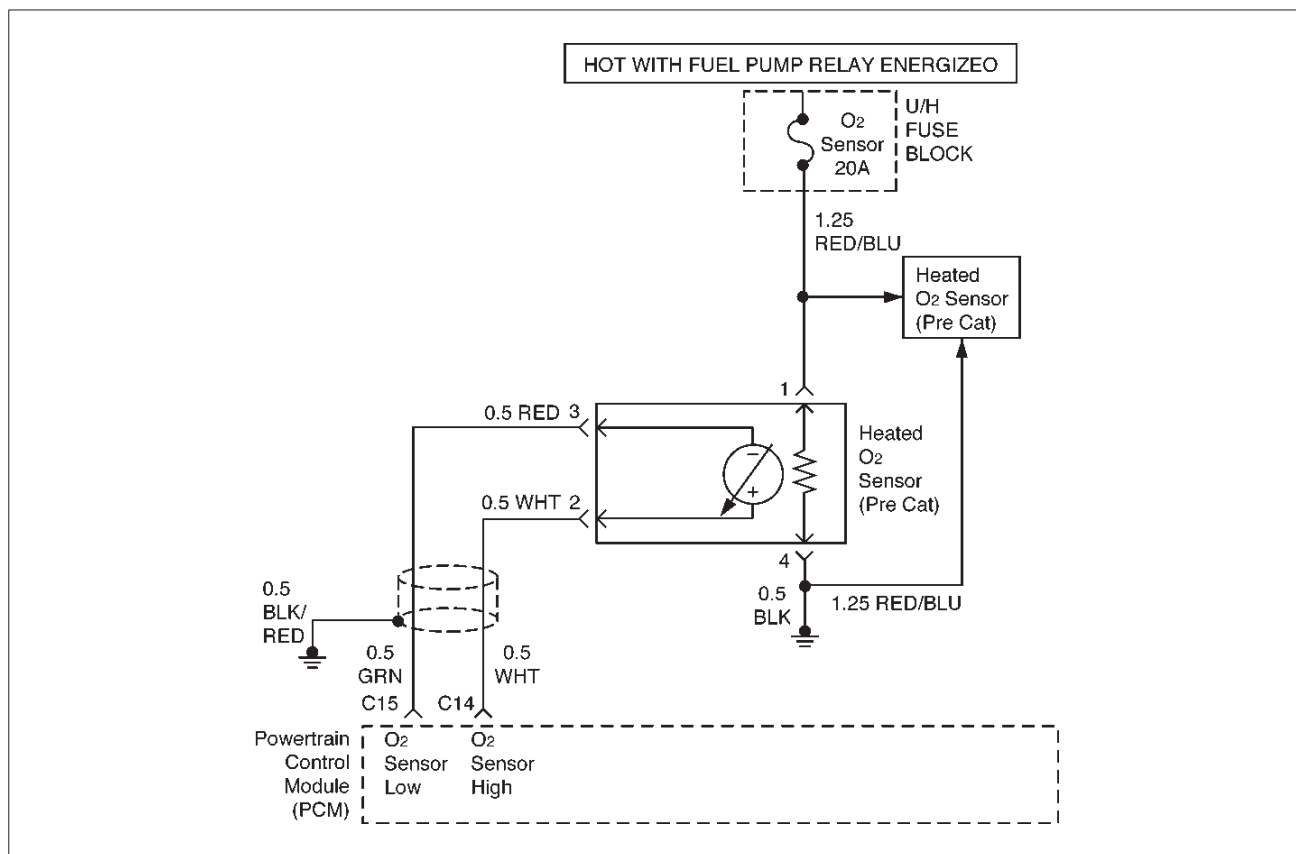 HOT WITH FUEL PUMP RELAY ENERGIZEO
O2
Sensor
20A
U/H
FUSE
BLOCK
1.25
RED/BLU
Heated
O2 Sensor
(Pre Cat)
1
0.5 RED 3
0.5 WHT 2
−
+
Heated
O2
Sensor
(Pre Cat)
4
0.5
BLK
1.25 RED/BLU
0.5
BLK/
RED
0.5
GRN
0.5
WHT
C15
C14
Powertrain
Control
Module
(PCM)
O2
Sensor
Low
O2
Sensor
High